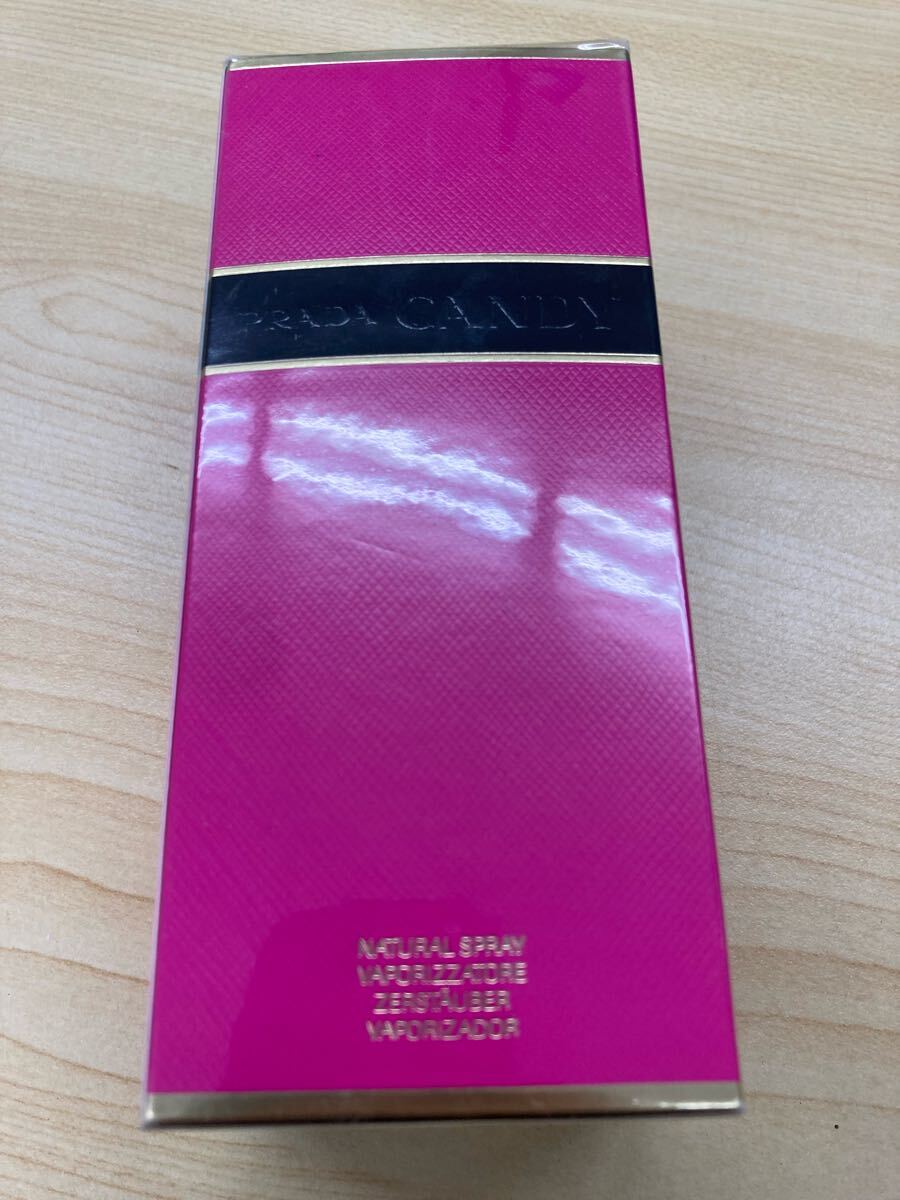 PRADA CANDY
NATURAL SPRAY
VAPORIZZATORE
ZERSTÄUBER
VAPORIZADOR